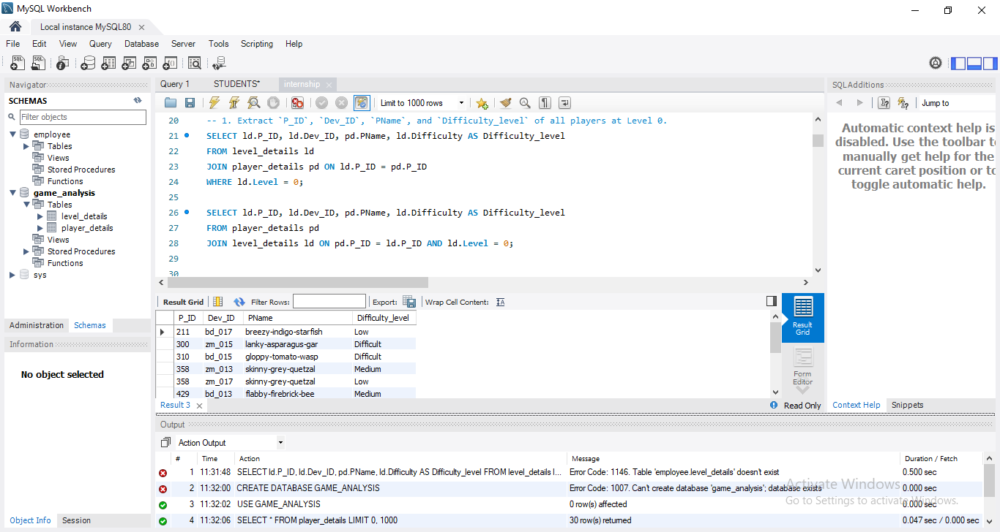 MySQL Workbench
Local instance MySQL80
File Edit View Query Database Server Tools Scripting Help
Navigator
SCHEMAS
Filter objects
employee
Tables
Views
Stored Procedures
Functions
game_analysis
Tables
level_details
player_details
Views
Stored Procedures
Functions
sys
Administration Schemas
Information
No object selected
Object Info Session
Query 1 STUDENTS* internship
Limit to 1000 rows
20 -- 1. Extract `P_ID`, `Dev_ID`, `PName`, and `Difficulty_level` of all players at Level 0.
21 SELECT ld.P_ID, ld.Dev_ID, pd.PName, ld.Difficulty AS Difficulty_level
22 FROM level_details ld
23 JOIN player_details pd ON ld.P_ID = pd.P_ID
24 WHERE ld.Level = 0;
25
26 SELECT ld.P_ID, ld.Dev_ID, pd.PName, ld.Difficulty AS Difficulty_level
27 FROM player_details pd
28 JOIN level_details ld ON pd.P_ID = ld.P_ID AND ld.Level = 0;
29
30
Result Grid Filter Rows: Export: Wrap Cell Content:
P_ID Dev_ID PName Difficulty_level
211 bd_017 breezy-indigo-starfish Low
300 zm_015 lanky-asparagus-gar Difficult
310 bd_015 gloppy-tomato-wasp Difficult
358 zm_013 skinny-grey-quetzal Medium
358 zm_017 skinny-grey-quetzal Low
429 bd_013 flabby-firebrick-bee Medium
Result Grid
Form Editor
Result 3 Read Only
SQLAdditions
Jump to
Automatic context help is
disabled. Use the toolbar to
manually get help for the
current caret position or to
toggle automatic help.
Context Help Snippets
Output
Action Output
# Time Action Message Duration / Fetch
1 11:31:48 SELECT ld.P_ID, ld.Dev_ID, pd.PName, ld.Difficulty AS Difficulty_level FROM level_details l... Error Code: 1146. Table 'employee.level_details' doesn't exist 0.500 sec
2 11:32:00 CREATE DATABASE GAME_ANALYSIS Error Code: 1007. Can't create database 'game_analysis'; database exists 0.000 sec
3 11:32:02 USE GAME_ANALYSIS 0 row(s) affected 0.000 sec
4 11:32:06 SELECT * FROM player_details LIMIT 0, 1000 30 row(s) returned 0.047 sec / 0.000 sec
Activate Windows
Go to Settings to activate Windows.